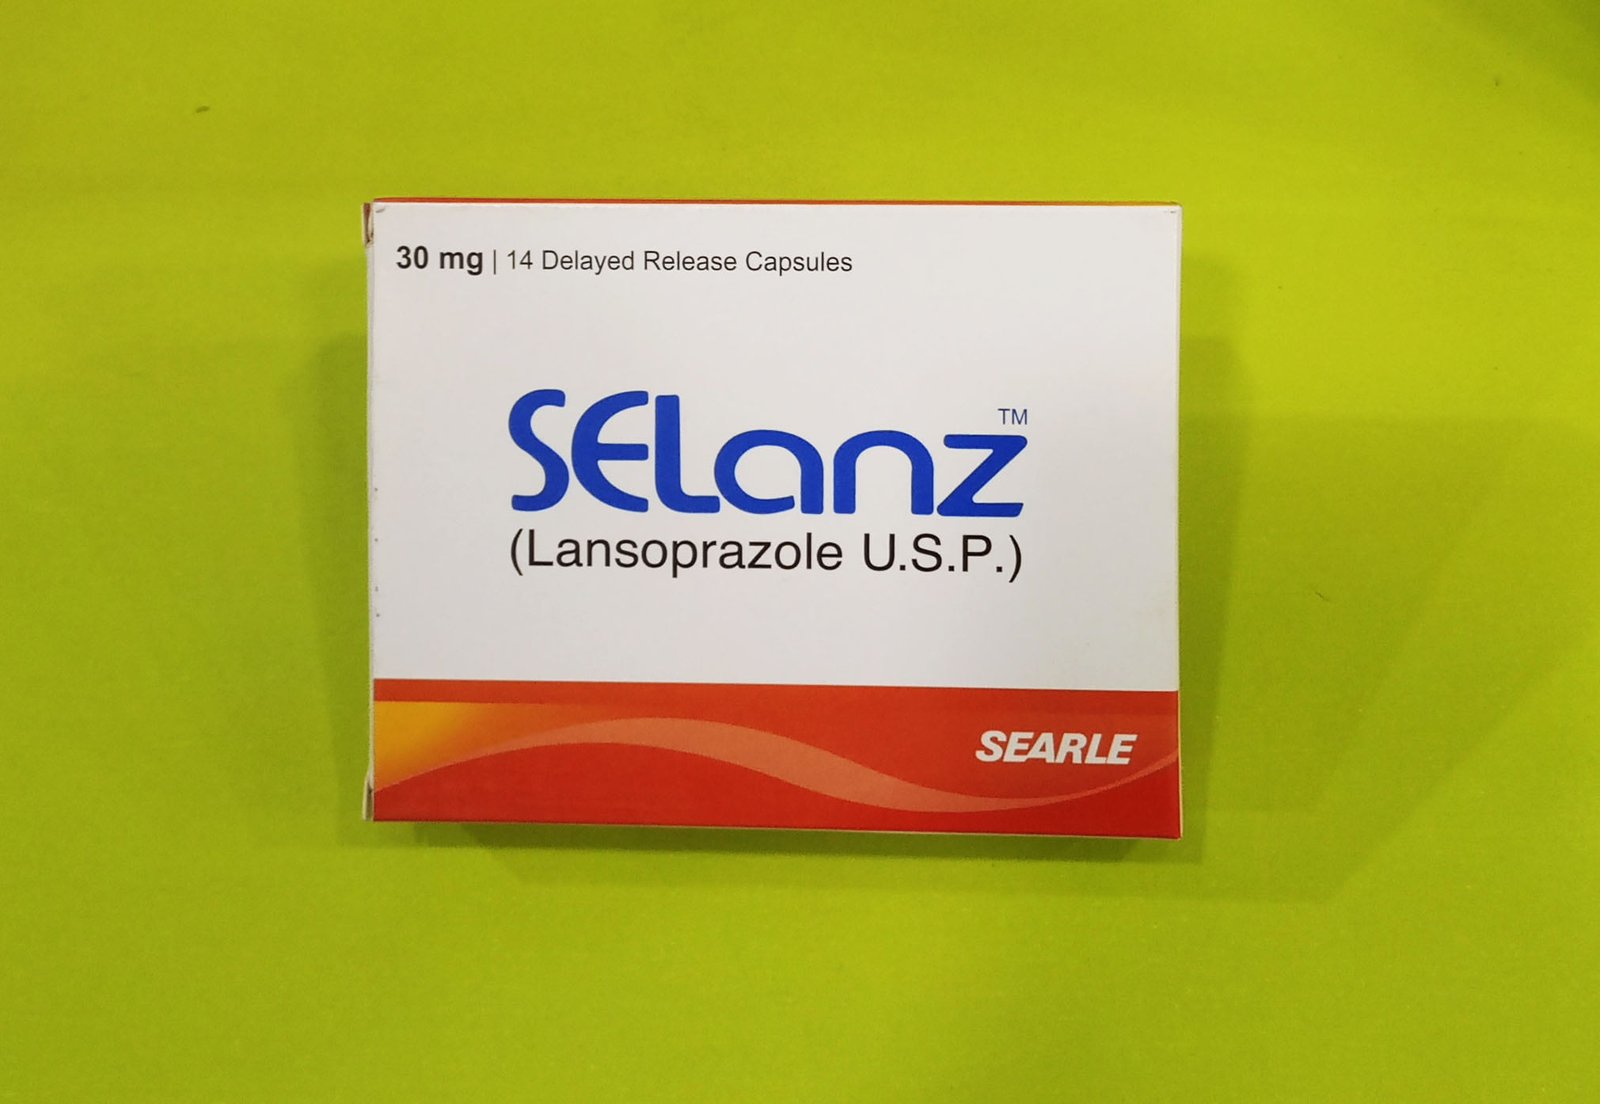 30 mg | 14 Delayed Release Capsules
SELanz™
(Lansoprazole U.S.P.)
SEARLE